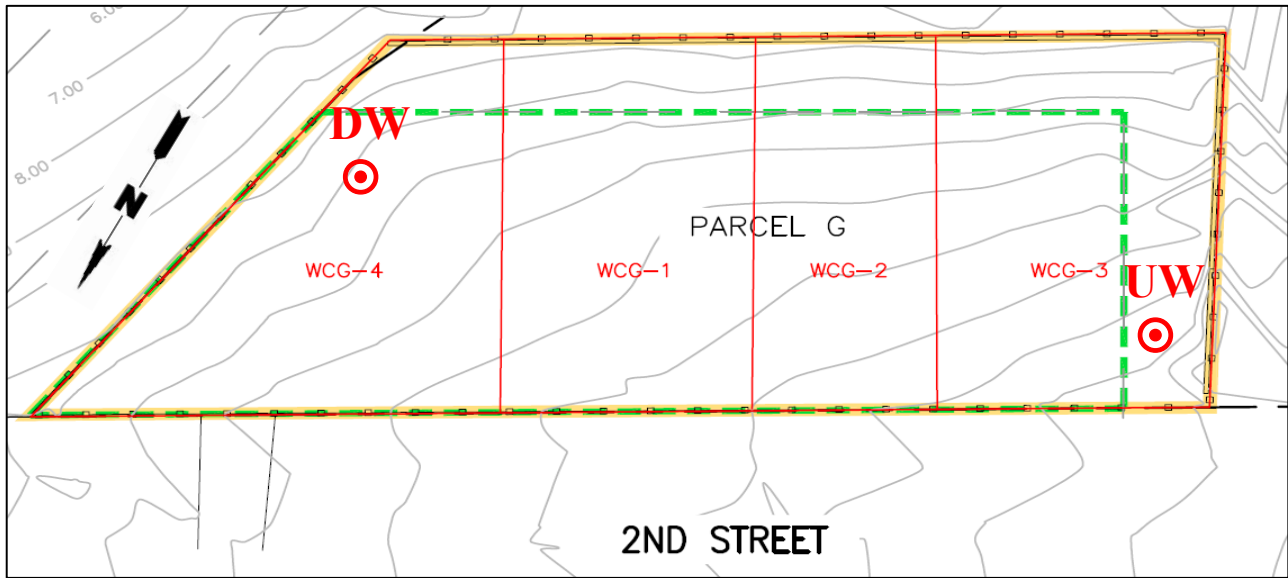 6.00
7.00
8.00
N
DW
PARCEL G
WCG-4
WCG-1
WCG-2
WCG-3
UW
2ND STREET